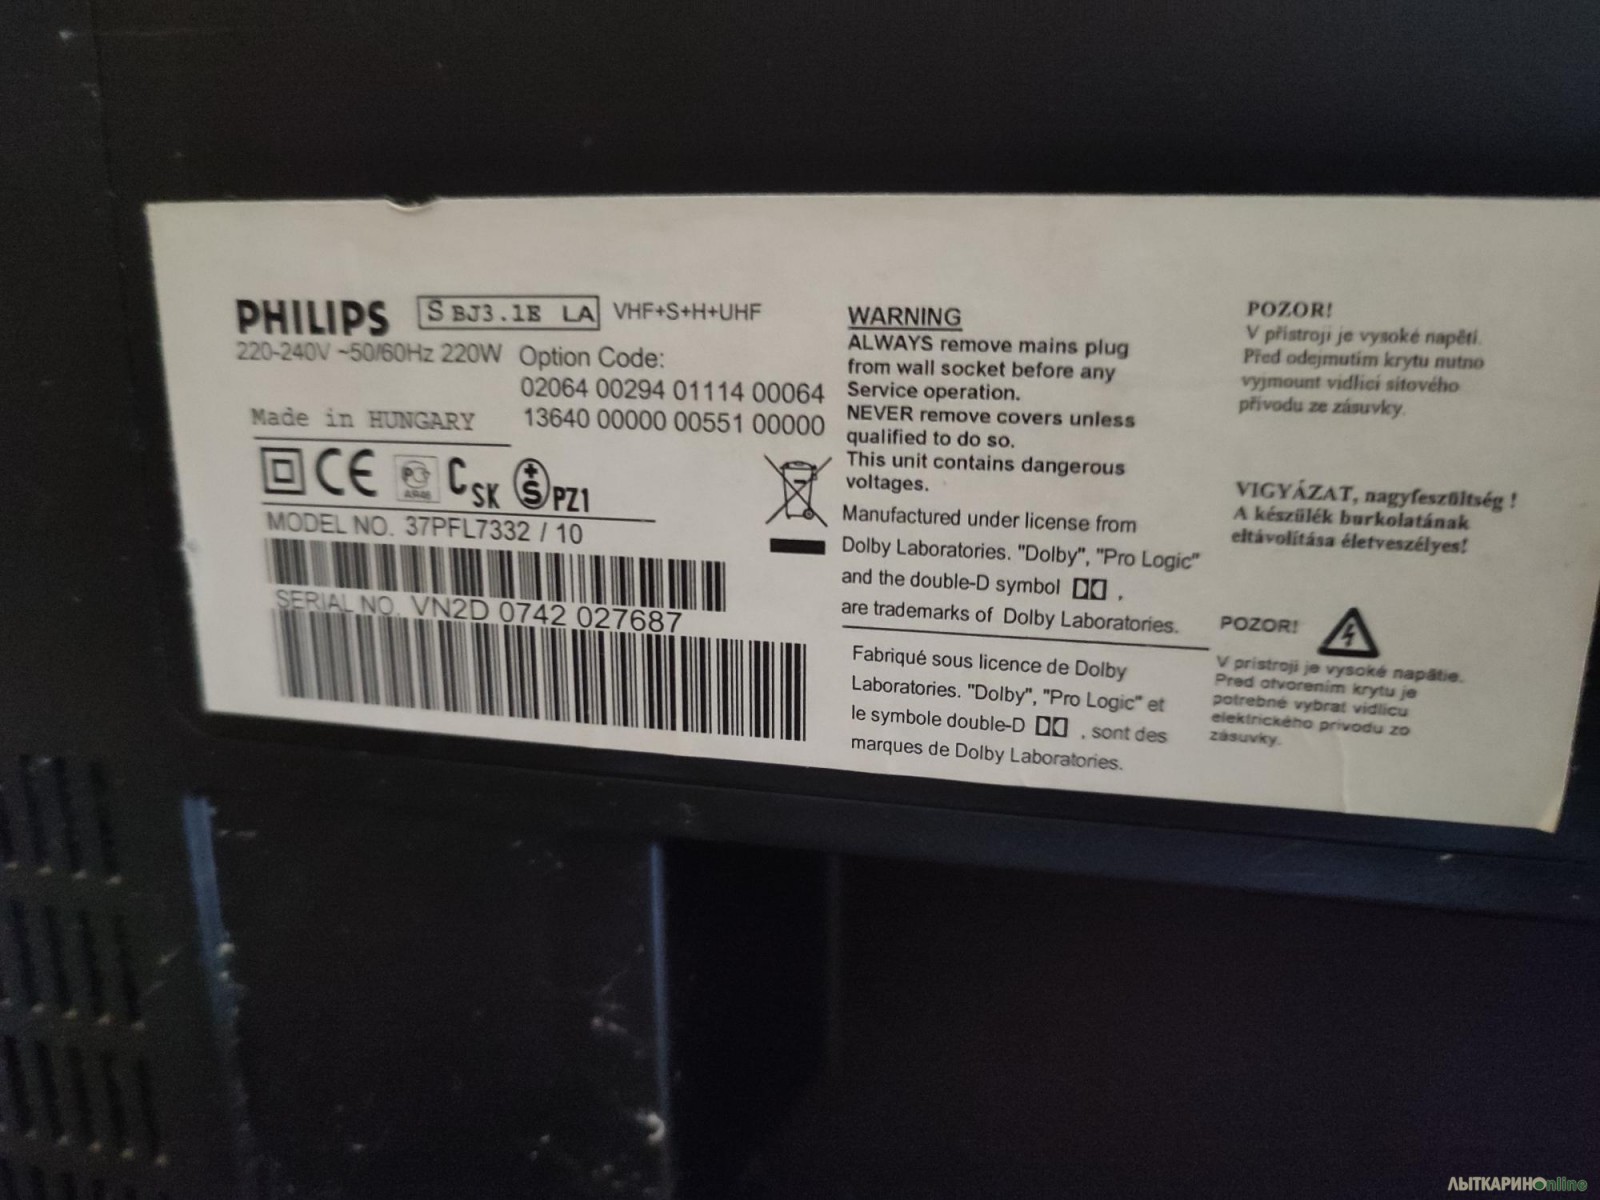 PHILIPS S BJ3.1E LA VHF+S+H+UHF
220-240V ~50/60Hz 220W Option Code:
02064 00294 01114 00064
Made in HUNGARY 13640 00000 00551 00000
CE PC AR46 CSK S PZ1
MODEL NO. 37PFL7332 / 10
SERIAL NO. VN2D 0742 027687
WARNING
ALWAYS remove mains plug
from wall socket before any
Service operation.
NEVER remove covers unless
qualified to do so.
This unit contains dangerous
voltages.
Manufactured under license from
Dolby Laboratories. "Dolby", "Pro Logic"
and the double-D symbol ,
are trademarks of Dolby Laboratories.
Fabriqué sous licence de Dolby
Laboratories. "Dolby", "Pro Logic" et
le symbole double-D , sont des
marques de Dolby Laboratories.
POZOR!
V přístroji je vysoké napětí.
Před odejmutím krytu nutno
vyjmount vidlici síťového
přívodu ze zásuvky.
VIGYÁZAT, nagyfeszültség !
A készülék burkolatának
eltávolítása életveszélyes!
POZOR!
V prístroji je vysoké napätie.
Pred otvorením krytu je
potrebné vybrať vidlicu
elektrického prívodu zo
zásuvky.
ЛЫТКАРИНОnline